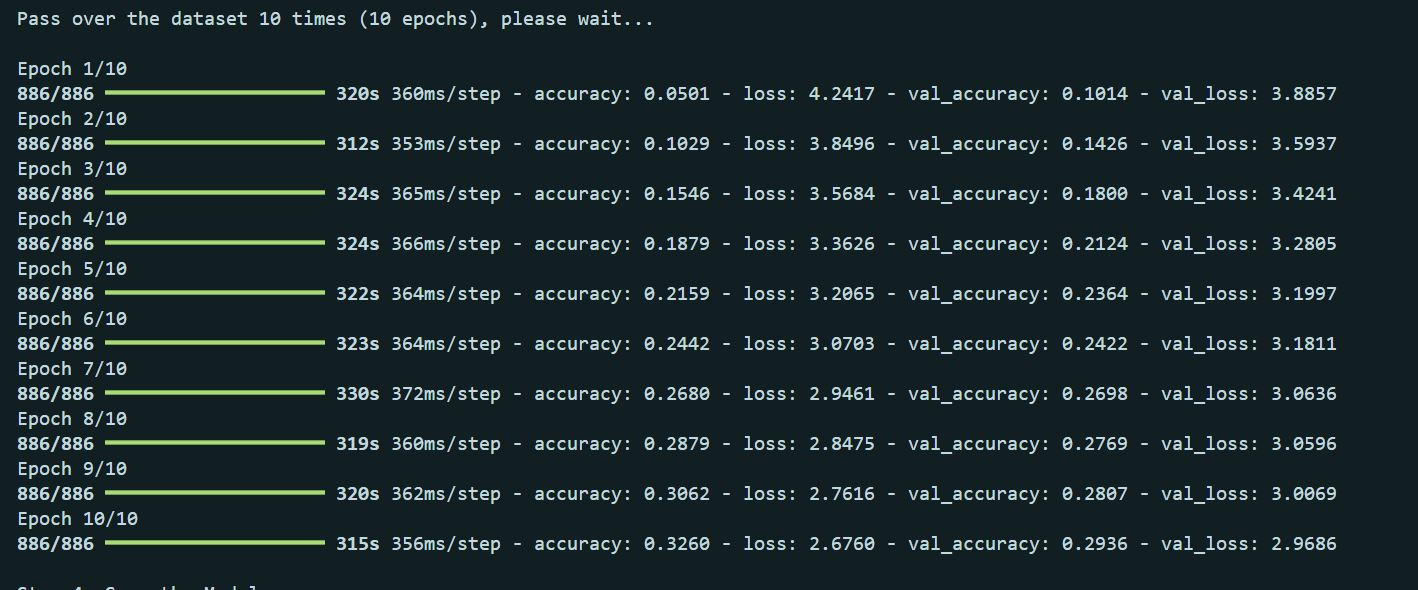 Pass over the dataset 10 times (10 epochs), please wait...
Epoch 1/10
886/886 320s 360ms/step - accuracy: 0.0501 - loss: 4.2417 - val_accuracy: 0.1014 - val_loss: 3.8857
Epoch 2/10
886/886 312s 353ms/step - accuracy: 0.1029 - loss: 3.8496 - val_accuracy: 0.1426 - val_loss: 3.5937
Epoch 3/10
886/886 324s 365ms/step - accuracy: 0.1546 - loss: 3.5684 - val_accuracy: 0.1800 - val_loss: 3.4241
Epoch 4/10
886/886 324s 366ms/step - accuracy: 0.1879 - loss: 3.3626 - val_accuracy: 0.2124 - val_loss: 3.2805
Epoch 5/10
886/886 322s 364ms/step - accuracy: 0.2159 - loss: 3.2065 - val_accuracy: 0.2364 - val_loss: 3.1997
Epoch 6/10
886/886 323s 364ms/step - accuracy: 0.2442 - loss: 3.0703 - val_accuracy: 0.2422 - val_loss: 3.1811
Epoch 7/10
886/886 330s 372ms/step - accuracy: 0.2680 - loss: 2.9461 - val_accuracy: 0.2698 - val_loss: 3.0636
Epoch 8/10
886/886 319s 360ms/step - accuracy: 0.2879 - loss: 2.8475 - val_accuracy: 0.2769 - val_loss: 3.0596
Epoch 9/10
886/886 320s 362ms/step - accuracy: 0.3062 - loss: 2.7616 - val_accuracy: 0.2807 - val_loss: 3.0069
Epoch 10/10
886/886 315s 356ms/step - accuracy: 0.3260 - loss: 2.6760 - val_accuracy: 0.2936 - val_loss: 2.9686